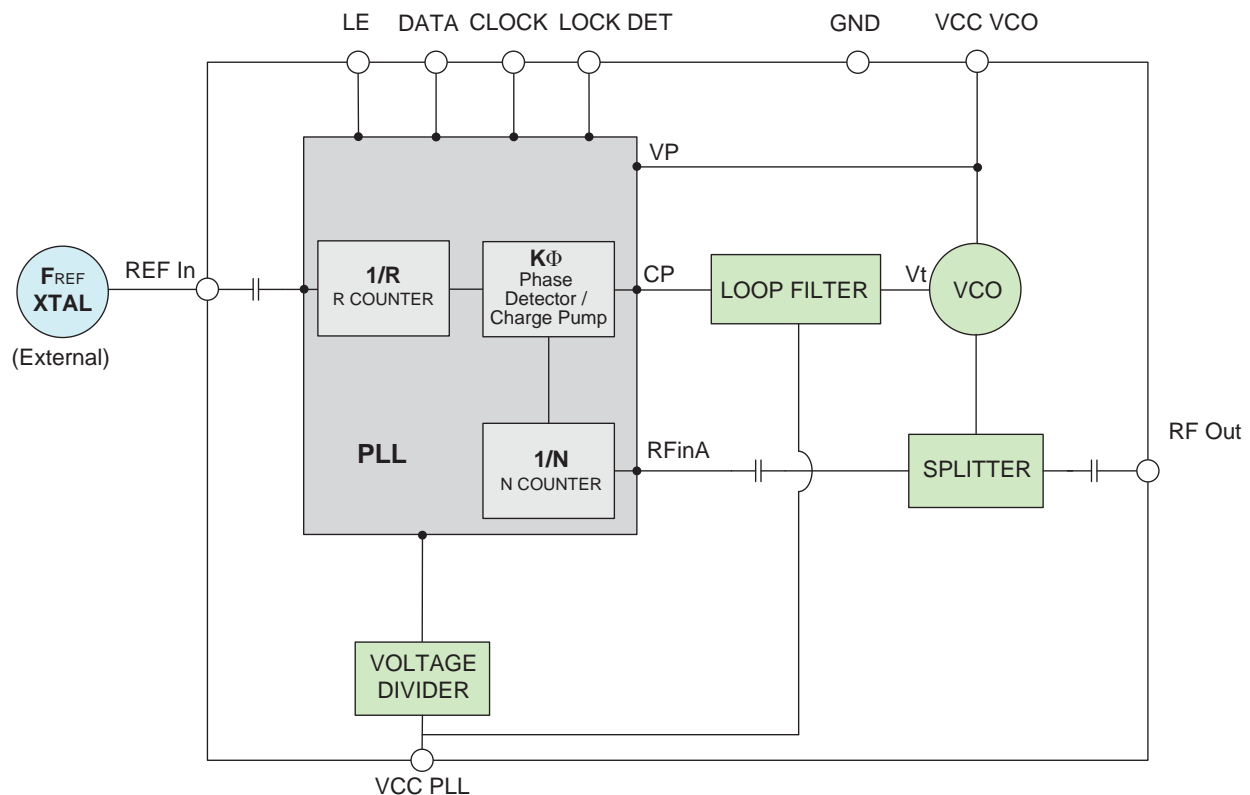 LE
DATA
CLOCK
LOCK DET
GND
VCC VCO
VP
FREF
XTAL
(External)
REF In
1/R
R COUNTER
KΦ
Phase
Detector /
Charge Pump
CP
LOOP FILTER
Vt
VCO
PLL
1/N
N COUNTER
RFinA
SPLITTER
RF Out
VOLTAGE
DIVIDER
VCC PLL